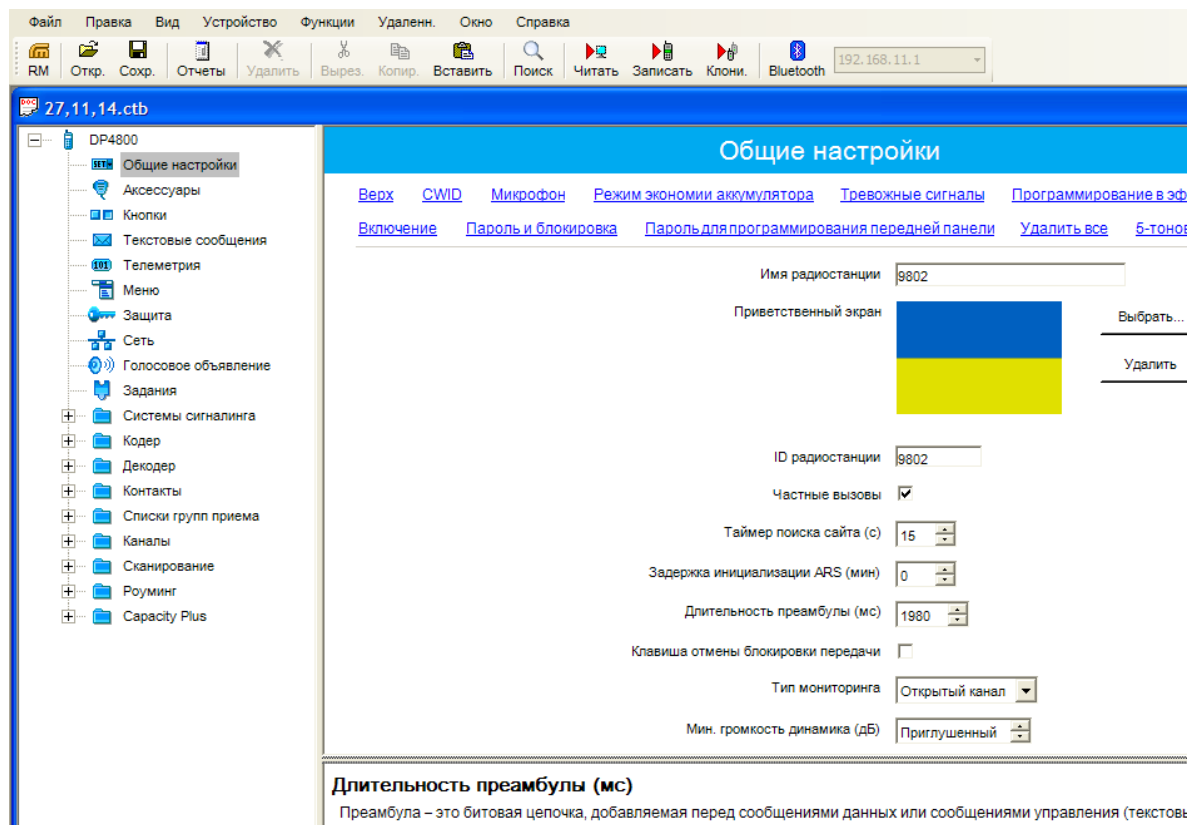 Файл Правка Вид Устройство Функции Удаленн. Окно Справка
RM Откр. Сохр. Отчеты Удалить Вырез. Копир. Вставить Поиск Читать Записать Клони. Bluetooth 192.168.11.1
27,11,14.ctb
DP4800
Общие настройки
Аксессуары
Кнопки
Текстовые сообщения
Телеметрия
Меню
Защита
Сеть
Голосовое объявление
Задания
Системы сигналинга
Кодер
Декодер
Контакты
Списки групп приема
Каналы
Сканирование
Роуминг
Capacity Plus
Общие настройки
Верх CWID Микрофон Режим экономии аккумулятора Тревожные сигналы Программирование в эф
Включение Пароль и блокировка Пароль для программирования передней панели Удалить все 5-тонов
Имя радиостанции 9802
Приветственный экран
Выбрать...
Удалить
ID радиостанции 9802
Частные вызовы
Таймер поиска сайта (с) 15
Задержка инициализации ARS (мин) 0
Длительность преамбулы (мс) 1980
Клавиша отмены блокировки передачи
Тип мониторинга Открытый канал
Мин. громкость динамика (дБ) Приглушенный
Длительность преамбулы (мс)
Преамбула – это битовая цепочка, добавляемая перед сообщениями данных или сообщениями управления (текстовы